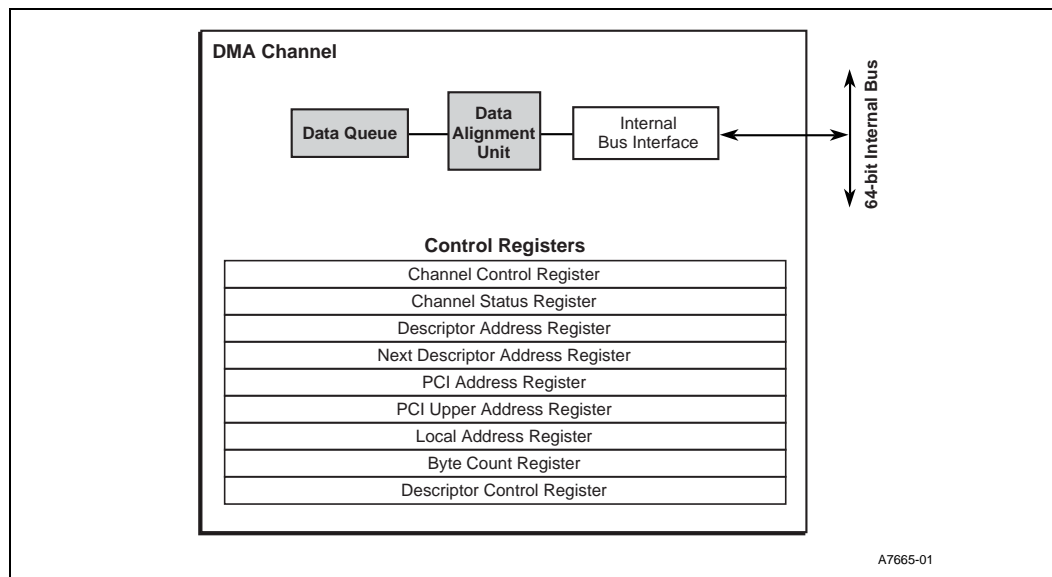 DMA Channel
Data Queue
Data
Alignment
Unit
Internal
Bus Interface
64-bit Internal Bus
Control Registers
Channel Control Register
Channel Status Register
Descriptor Address Register
Next Descriptor Address Register
PCI Address Register
PCI Upper Address Register
Local Address Register
Byte Count Register
Descriptor Control Register
A7665-01